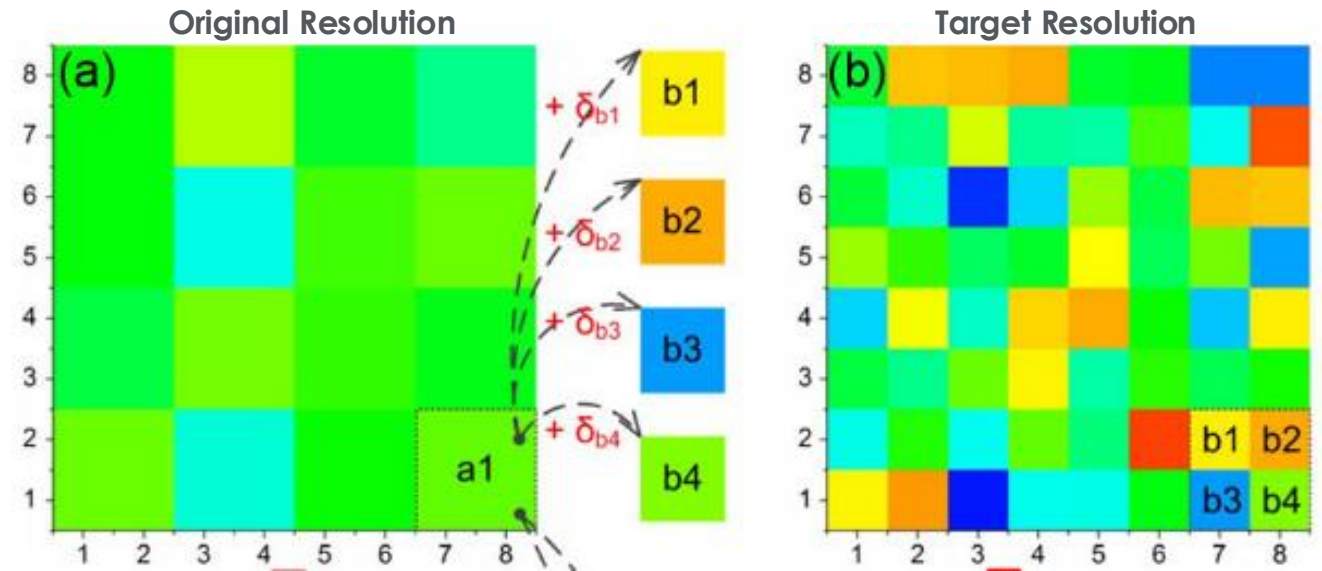 Original Resolution
Target Resolution
(a)
(b)
8
7
6
5
4
3
2
1
1 2 3 4 5 6 7 8
a1
+ δb1
+ δb2
+ δb3
+ δb4
b1
b2
b3
b4
8
7
6
5
4
3
2
1
b1 b2
b3 b4
1 2 3 4 5 6 7 8